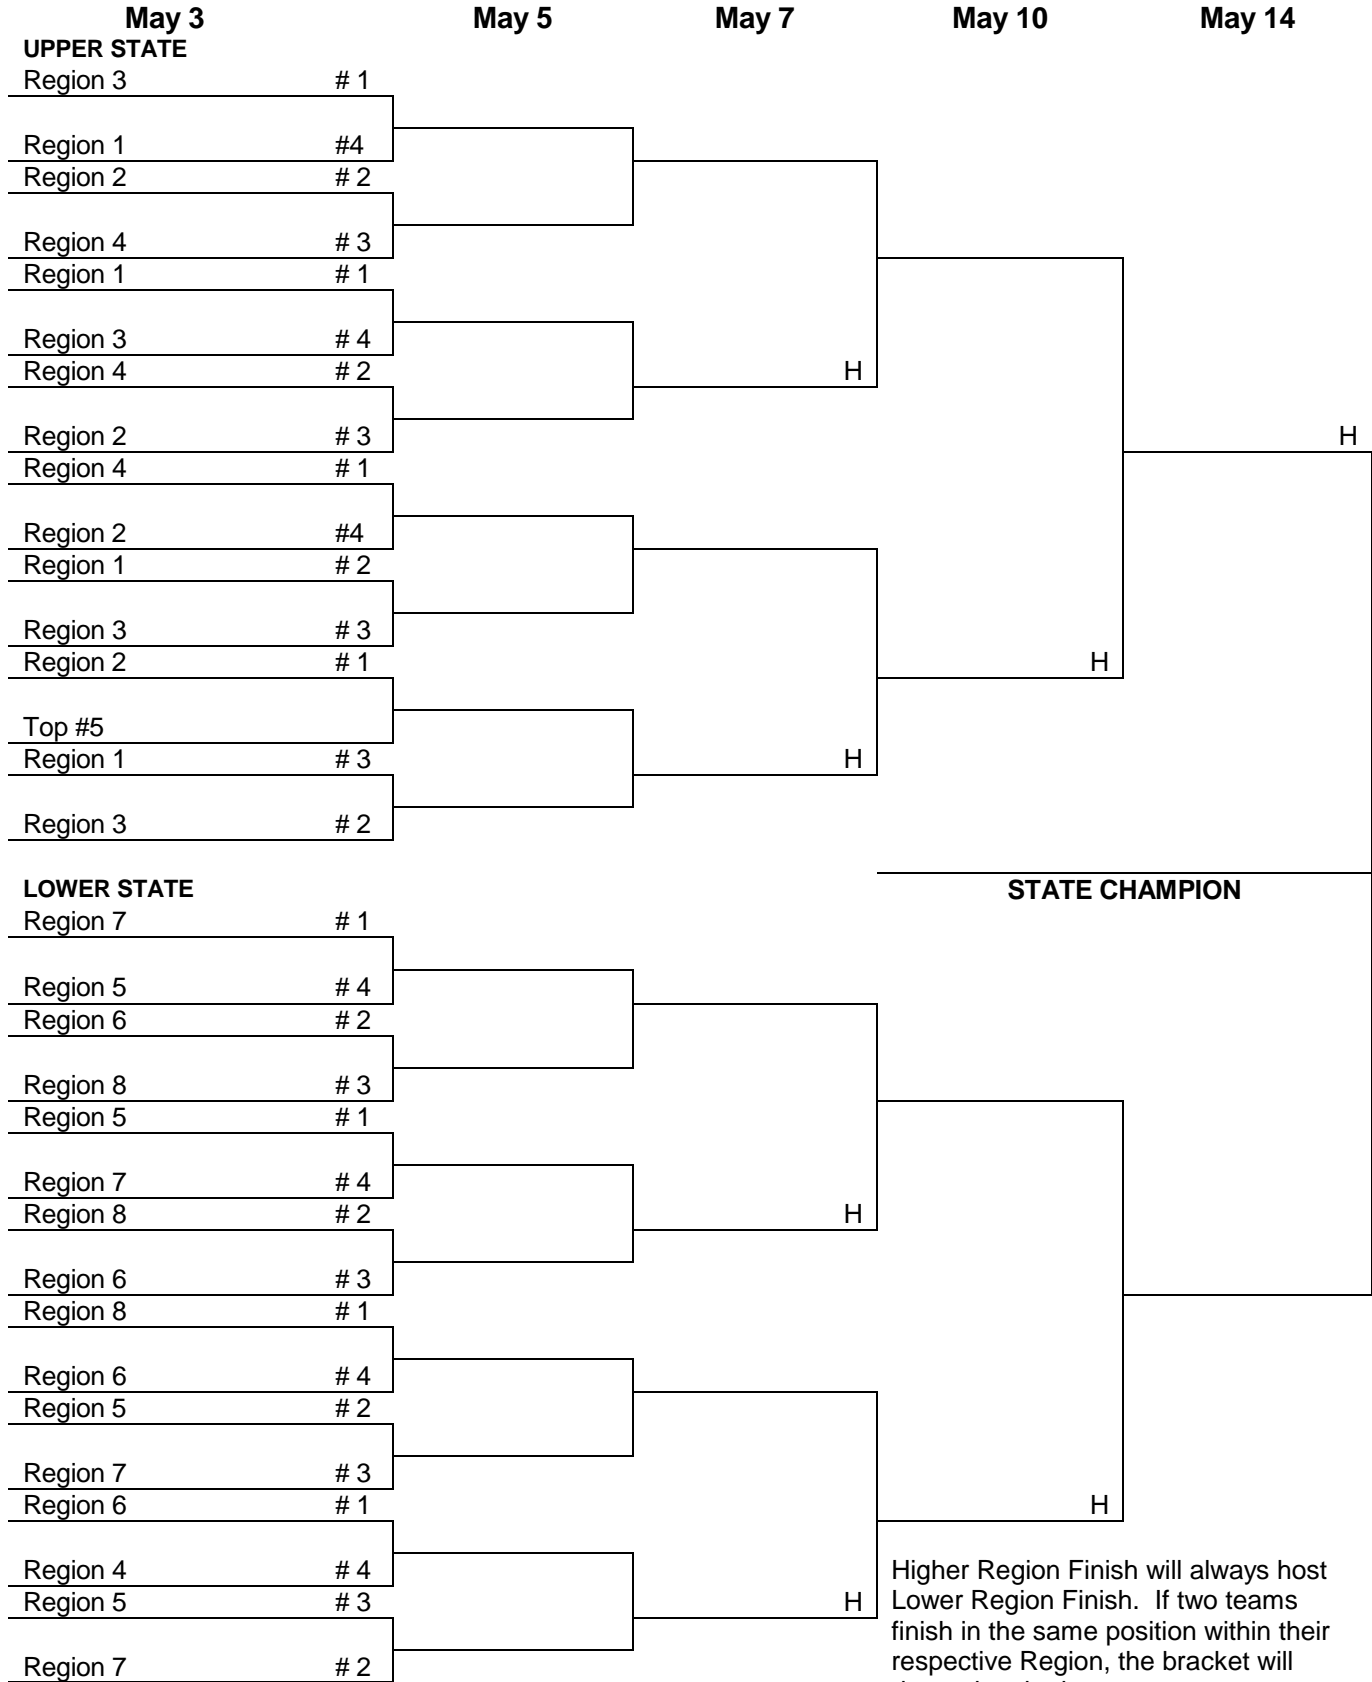 May 3 May 5 May 7 May 10 May 14
UPPER STATE
Region 3 # 1
Region 1 #4
Region 2 # 2
Region 4 # 3
Region 1 # 1
Region 3 # 4
Region 4 # 2 H
Region 2 # 3 H
Region 4 # 1
Region 2 #4
Region 1 # 2
Region 3 # 3
Region 2 # 1 H
Top #5
Region 1 # 3 H
Region 3 # 2
LOWER STATE STATE CHAMPION
Region 7 # 1
Region 5 # 4
Region 6 # 2
Region 8 # 3
Region 5 # 1
Region 7 # 4
Region 8 # 2 H
Region 6 # 3
Region 8 # 1
Region 6 # 4
Region 5 # 2
Region 7 # 3
Region 6 # 1 H
Region 4 # 4
Region 5 # 3 H
Region 7 # 2
Higher Region Finish will always host
Lower Region Finish. If two teams
finish in the same position within their
respective Region, the bracket will